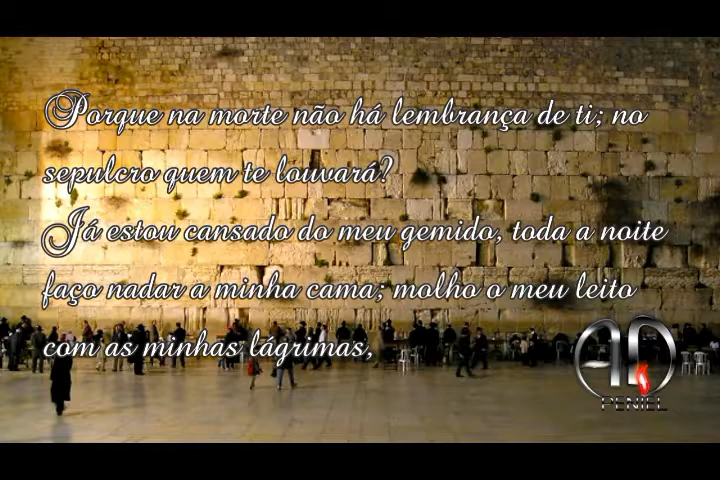 Porque na morte não há lembrança de ti; no
sepulcro quem te louvará?
Já estou cansado do meu gemido, toda a noite
faço nadar a minha cama; molho o meu leito
com as minhas lágrimas,
AD
PENIEL